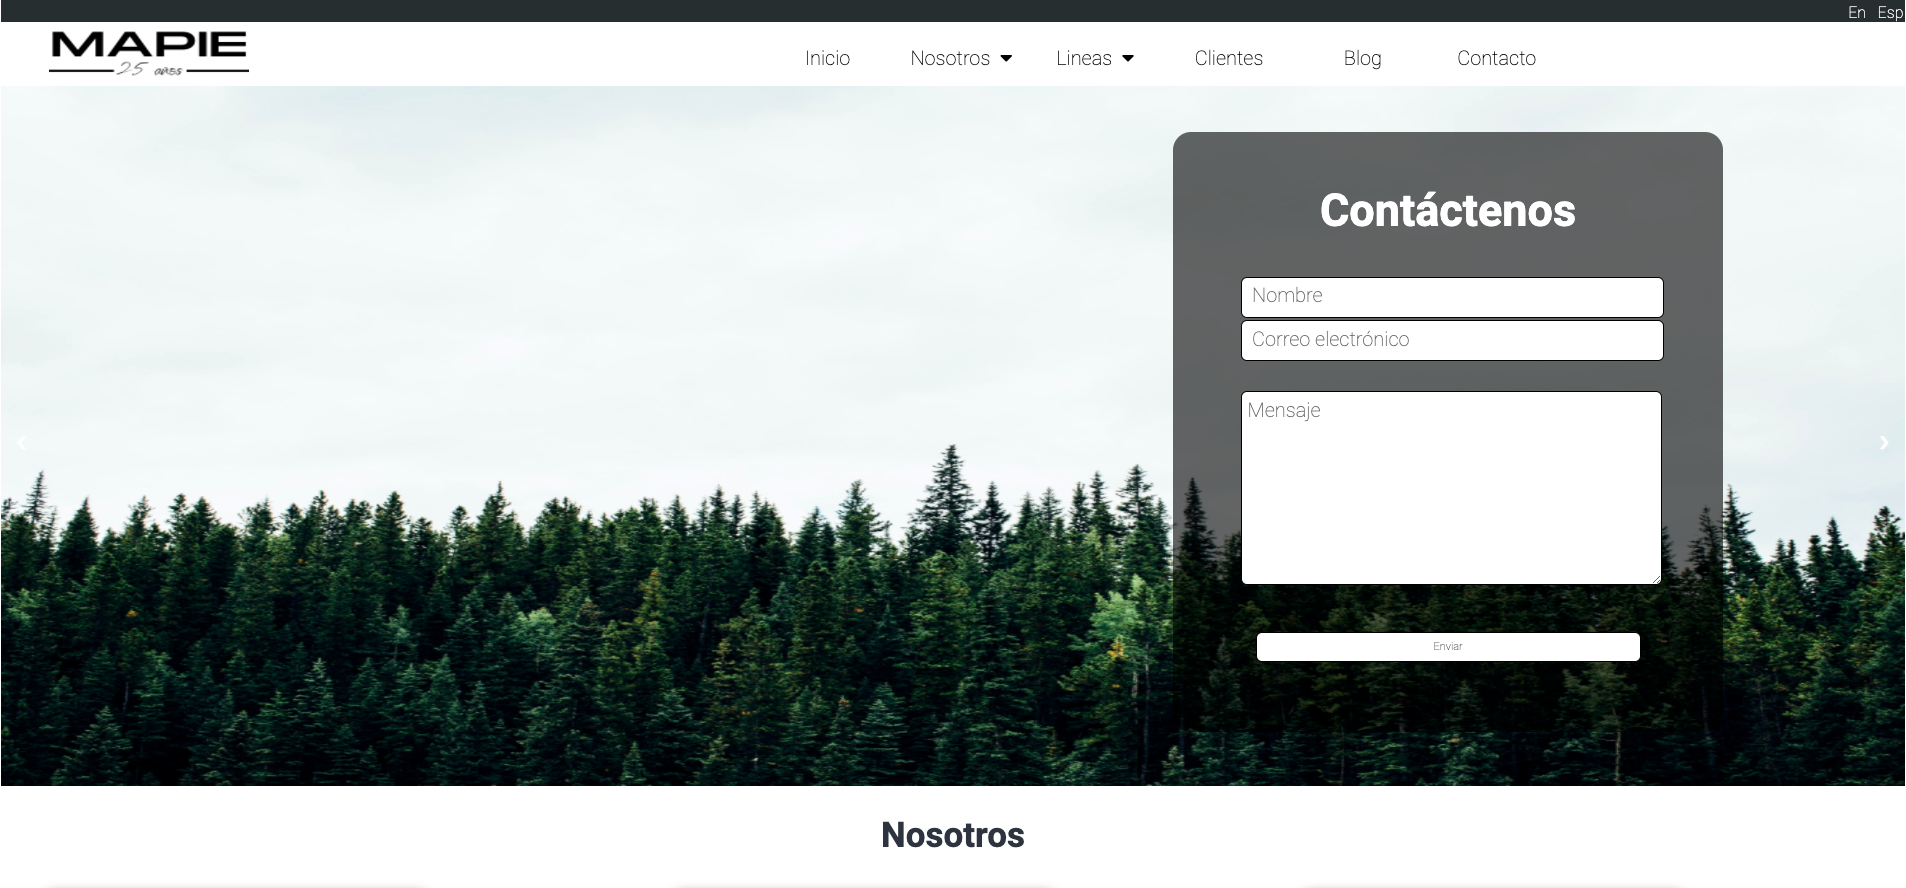 En Esp
MAPIE
25 años
Inicio Nosotros Lineas Clientes Blog Contacto
Contáctenos
Nombre
Correo electrónico
Mensaje
Enviar
Nosotros